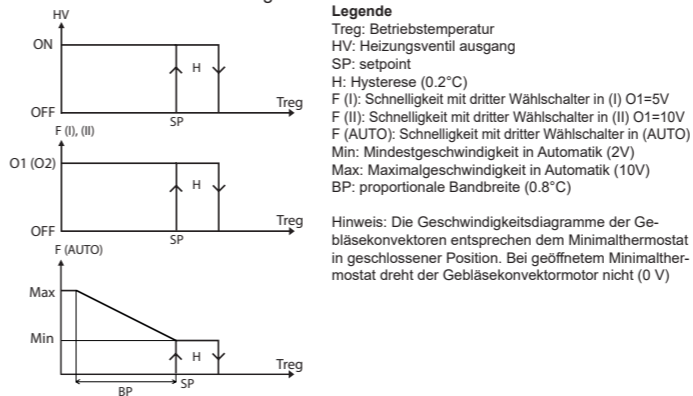 HV
ON
H
OFF
Treg
SP
F (I), (II)
O1 (O2)
H
OFF
Treg
SP
F (AUTO)
Max
Min
H
Treg
SP
BP
Legende
Treg: Betriebstemperatur
HV: Heizungsventil ausgang
SP: setpoint
H: Hysterese (0.2°C)
F (I): Schnelligkeit mit dritter Wählschalter in (I) O1=5V
F (II): Schnelligkeit mit dritter Wählschalter in (II) O1=10V
F (AUTO): Schnelligkeit mit dritter Wählschalter in (AUTO)
Min: Mindestgeschwindigkeit in Automatik (2V)
Max: Maximalgeschwindigkeit in Automatik (10V)
BP: proportionale Bandbreite (0.8°C)
Hinweis: Die Geschwindigkeitsdiagramme der Ge-
bläsekonvektoren entsprechen dem Minimalthermostat
in geschlossener Position. Bei geöffnetem Minimalther-
mostat dreht der Gebläsekonvektormotor nicht (0 V)